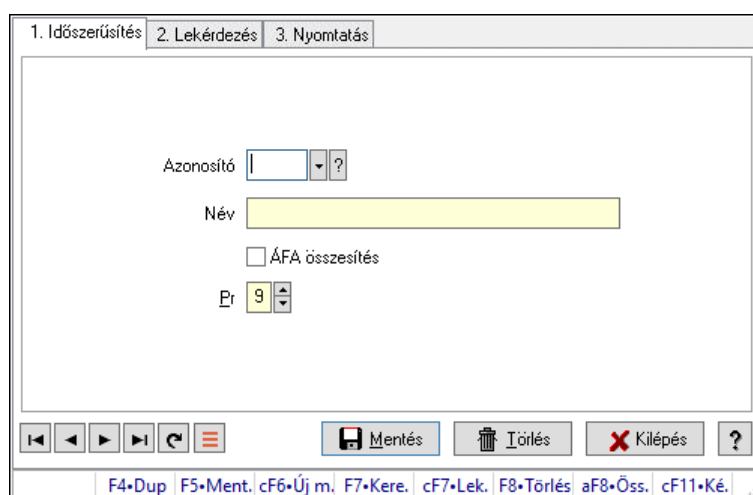 1. Időszerűsítés 2. Lekérdezés 3. Nyomtatás
Azonosító ?
Név
ÁFA összesítés
Pr 9
Mentés Törlés Kilépés ?
F4•Dup F5•Ment. cF6•Új m. F7•Kere. cF7•Lek. F8•Törlés aF8•Öss. cF11•Ké.